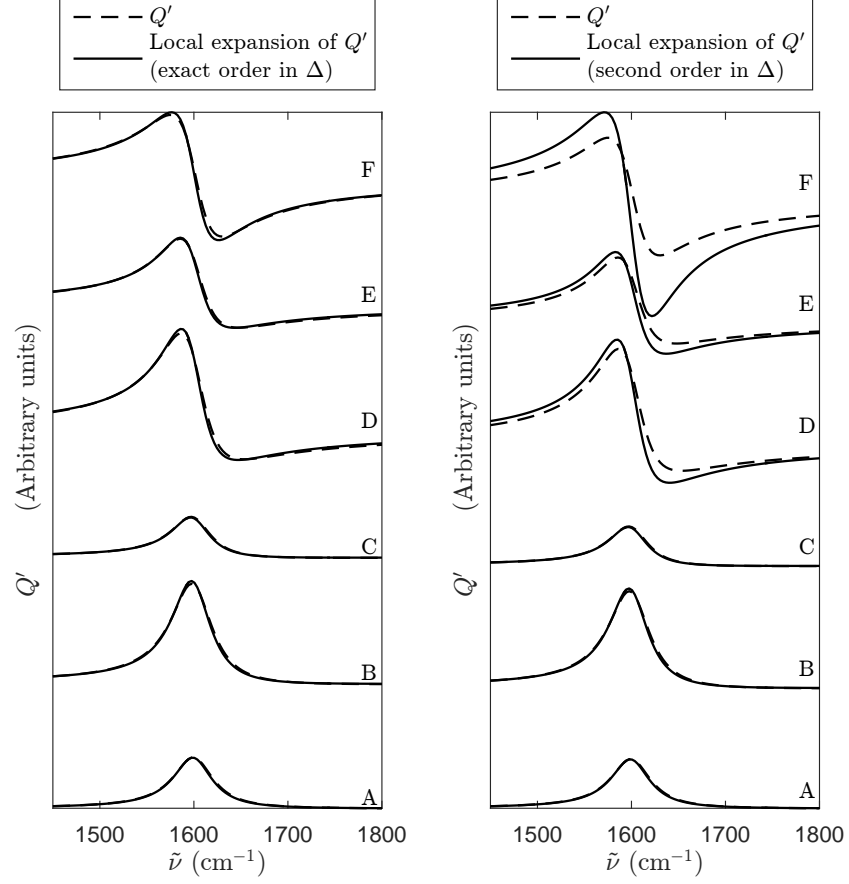 Q′
Local expansion of Q′
(exact order in Δ)
F
E
D
C
B
A
Q′ (Arbitrary units)
1500 1600 1700 1800
ν̃ (cm⁻¹)
Q′
Local expansion of Q′
(second order in Δ)
F
E
D
C
B
A
Q′ (Arbitrary units)
1500 1600 1700 1800
ν̃ (cm⁻¹)